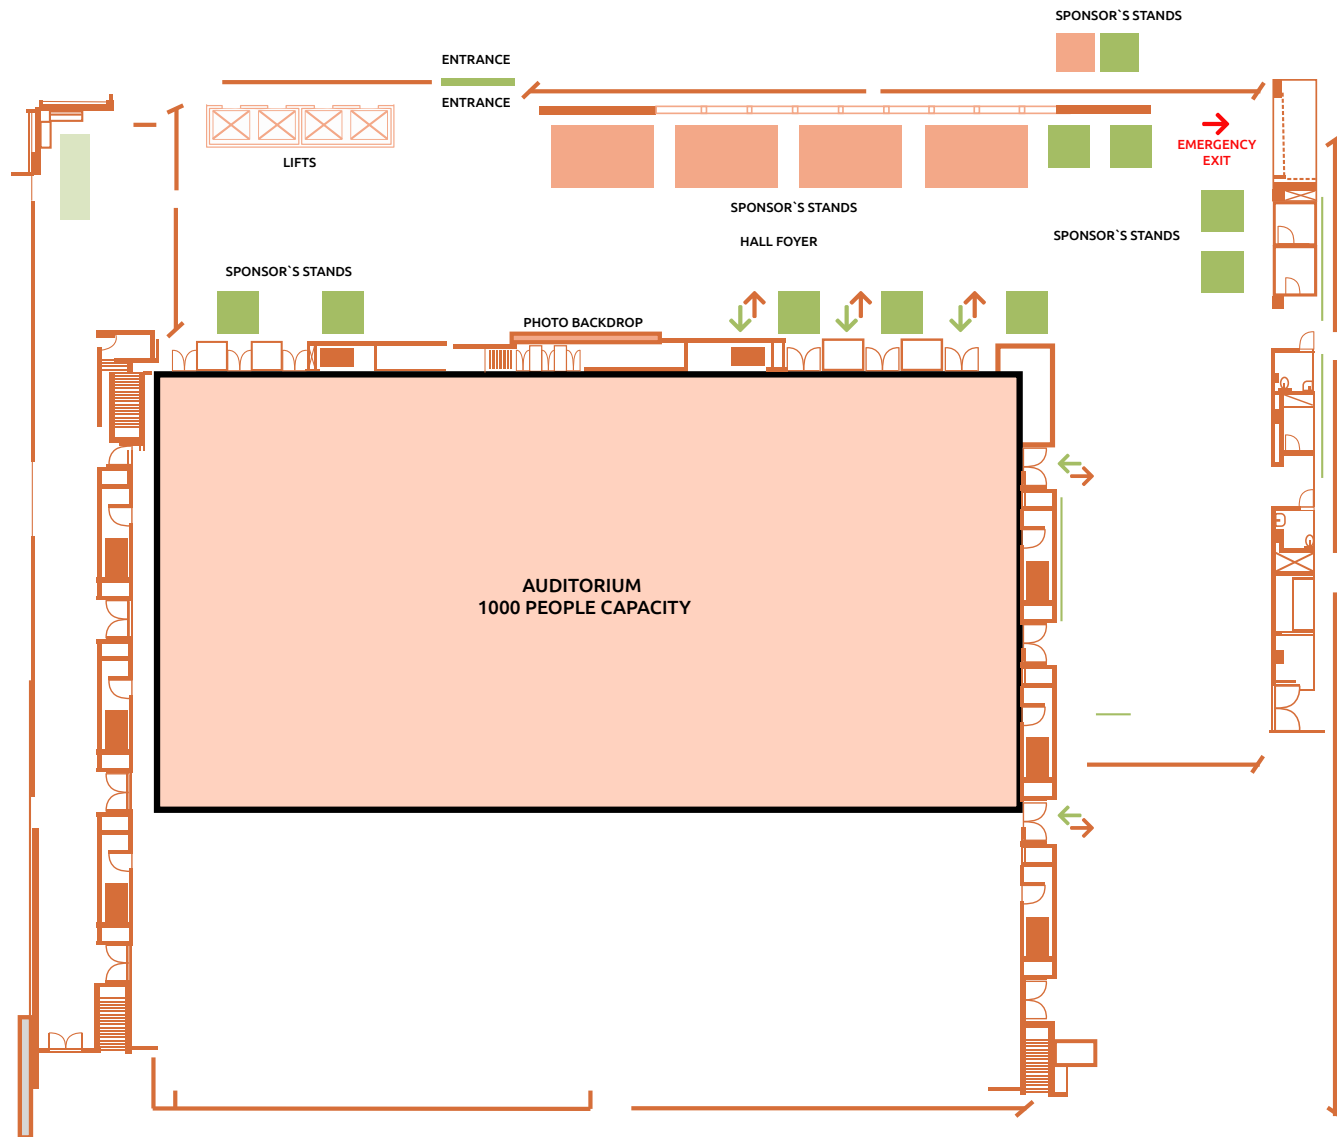 SPONSOR`S STANDS
ENTRANCE
ENTRANCE
EMERGENCY
EXIT
LIFTS
SPONSOR`S STANDS
HALL FOYER
SPONSOR`S STANDS
SPONSOR`S STANDS
PHOTO BACKDROP
AUDITORIUM
1000 PEOPLE CAPACITY